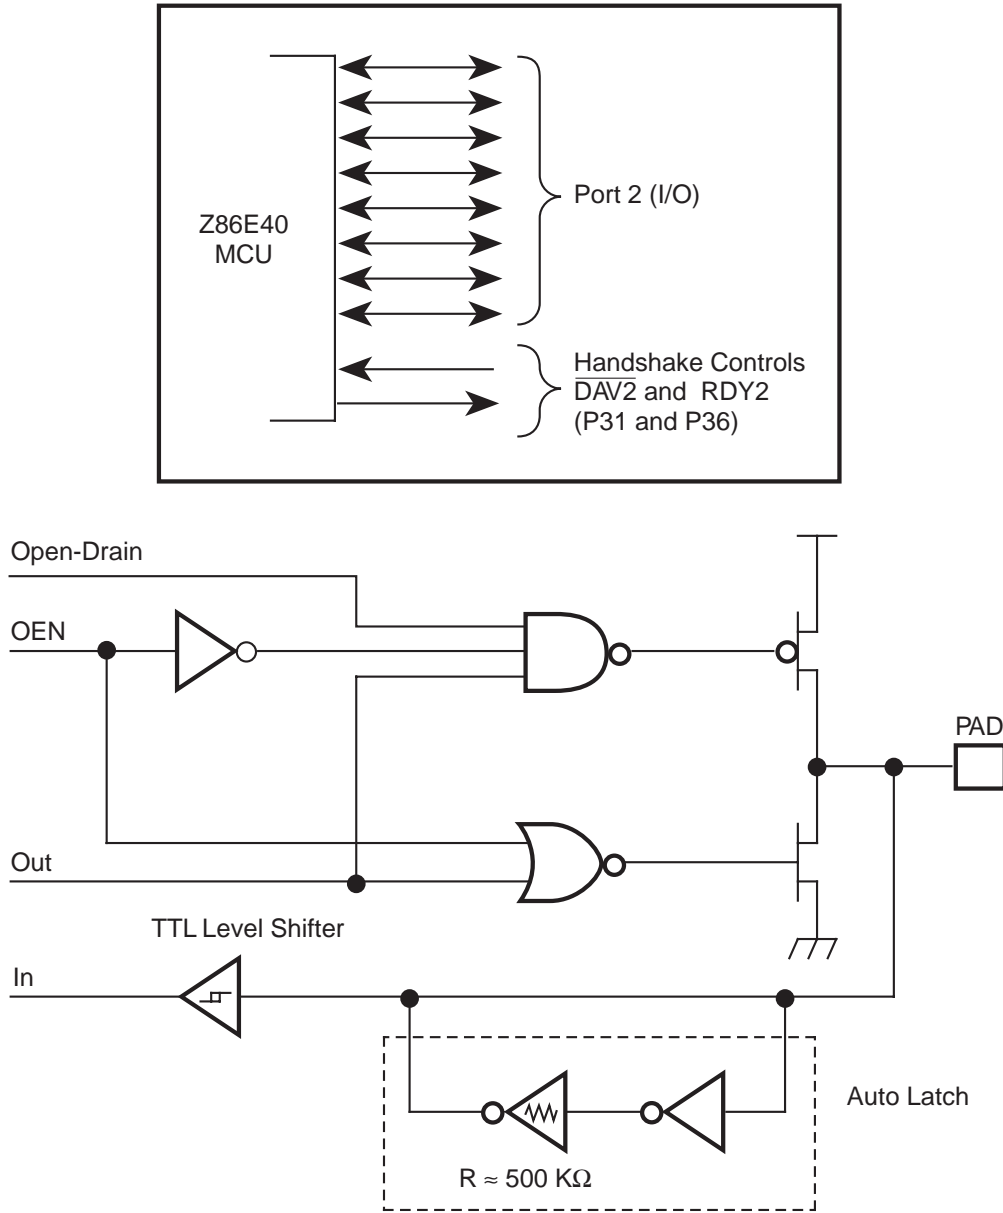 Z86E40
MCU
Port 2 (I/O)
Handshake Controls
D̅A̅V̅2̅ and RDY2
(P31 and P36)
Open-Drain
OEN
PAD
Out
TTL Level Shifter
In
Auto Latch
R ≈ 500 KΩ